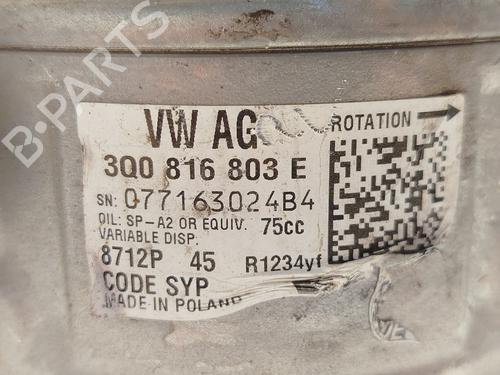 B-PARTS
VW AG
ROTATION
3Q0 816 803 E
SN: 077163024B4
OIL: SP-A2 OR EQUIV. 75cc
VARIABLE DISP.
8712P 45 R1234yf
CODE SYP
MADE IN POLAND